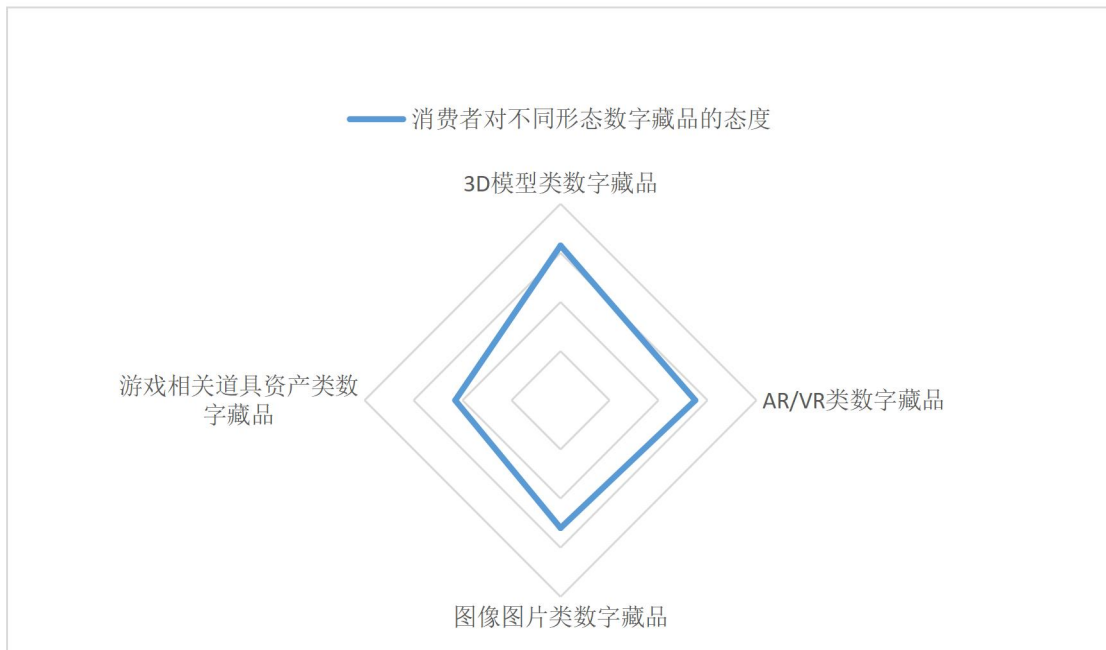 消费者对不同形态数字藏品的态度
3D模型类数字藏品
游戏相关道具资产类数
字藏品
AR/VR类数字藏品
图像图片类数字藏品